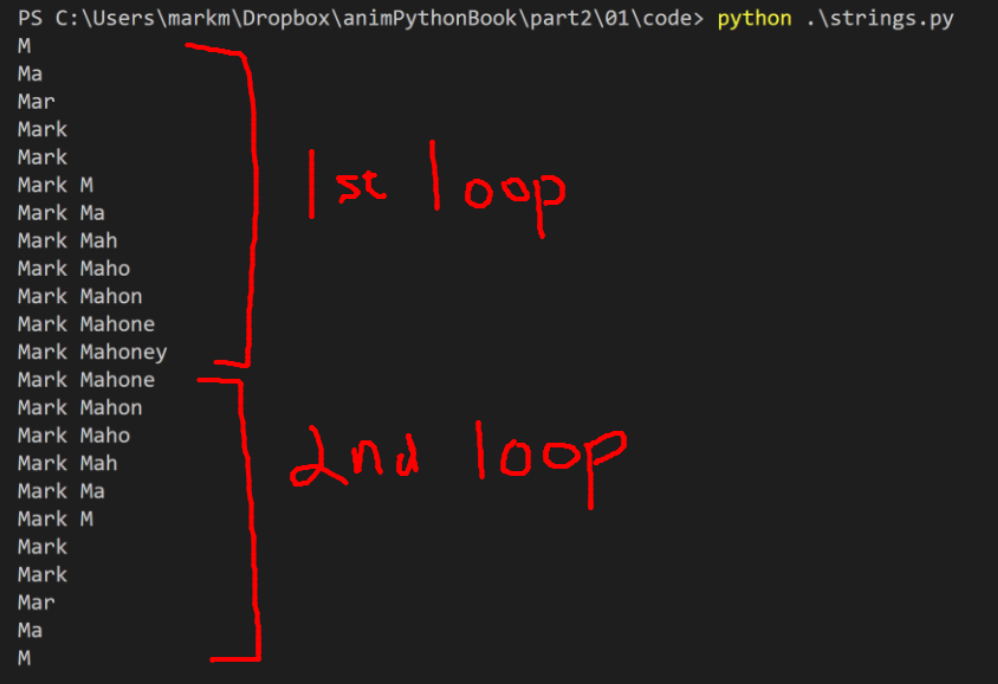 PS C:\Users\markm\Dropbox\animPythonBook\part2\01\code> python .\strings.py
M
Ma
Mar
Mark
Mark
Mark M
Mark Ma
Mark Mah
Mark Maho
Mark Mahon
Mark Mahone
Mark Mahoney
1st loop
Mark Mahone
Mark Mahon
Mark Maho
Mark Mah
Mark Ma
Mark M
Mark
Mark
Mar
Ma
M
2nd loop